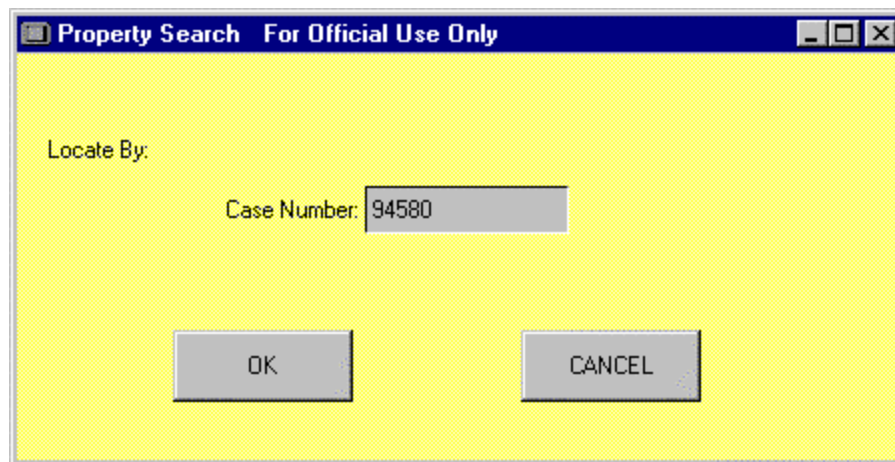 Property Search For Official Use Only
Locate By:
Case Number: 94580
OK CANCEL